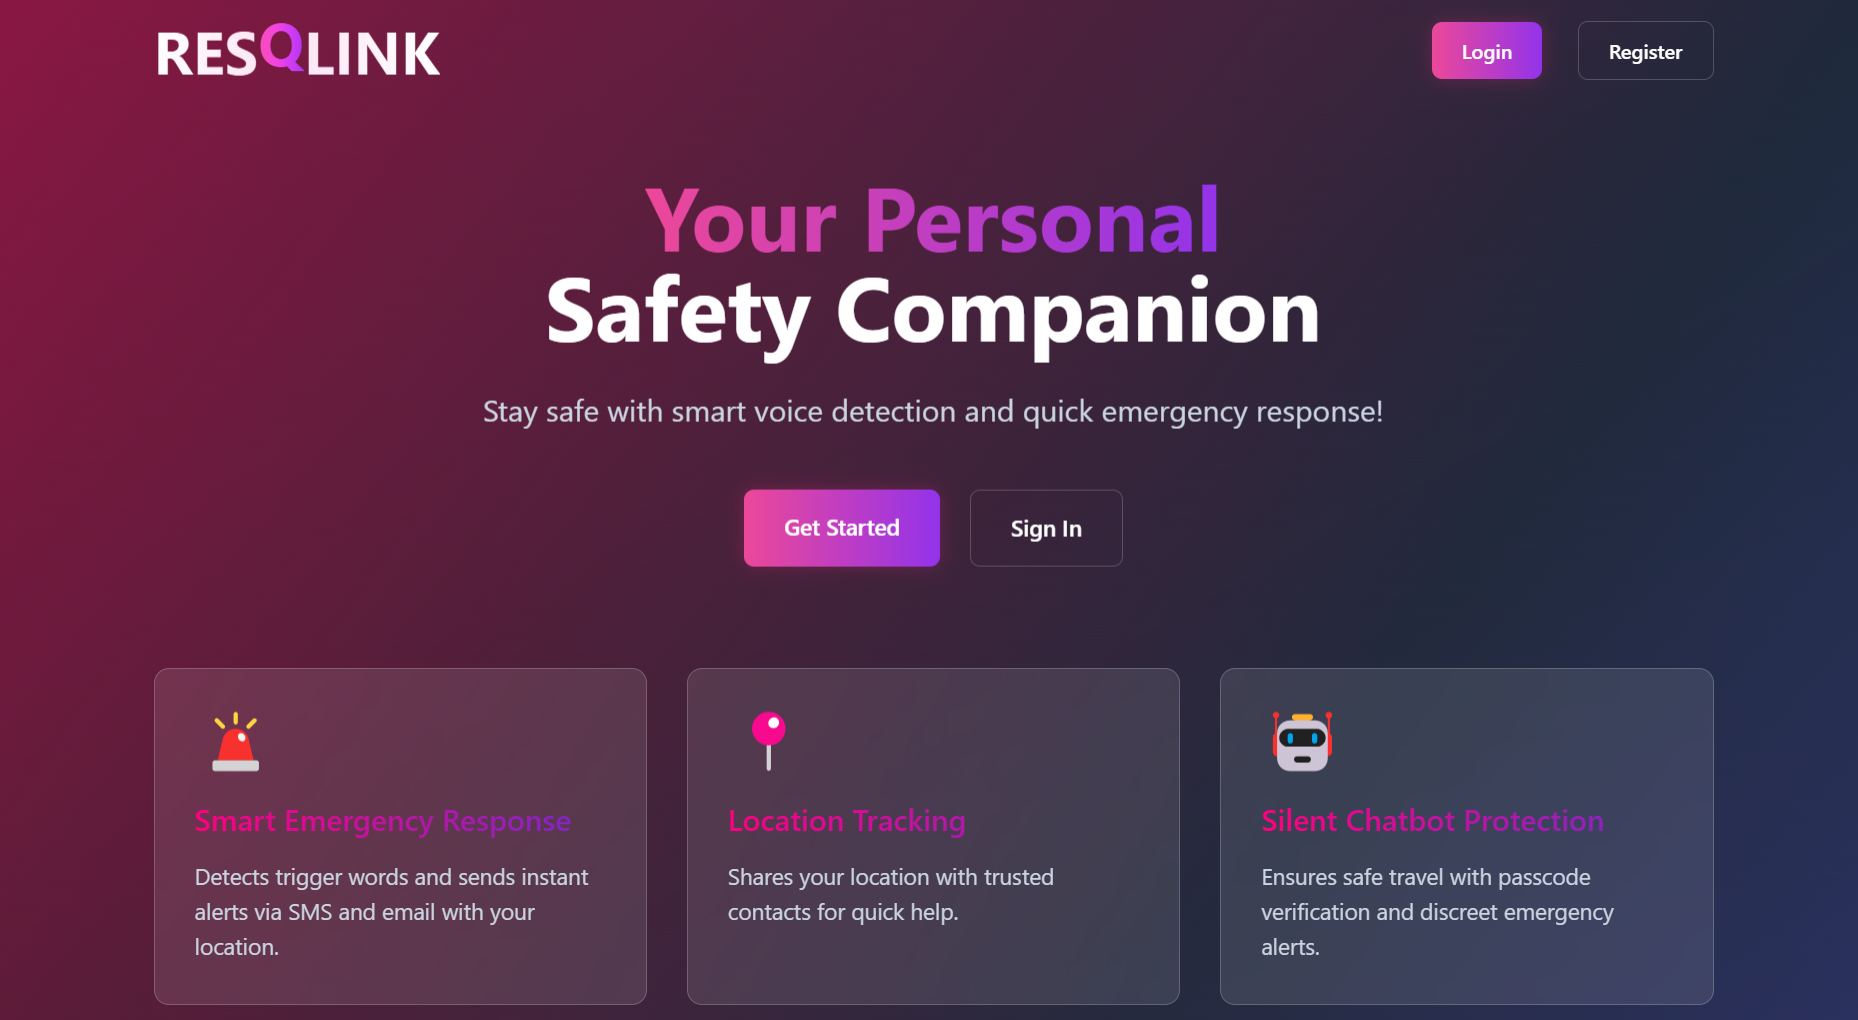 RESQLINK
Login
Register
Your Personal
Safety Companion
Stay safe with smart voice detection and quick emergency response!
Get Started
Sign In
Smart Emergency Response
Detects trigger words and sends instant
alerts via SMS and email with your
location.
Location Tracking
Shares your location with trusted
contacts for quick help.
Silent Chatbot Protection
Ensures safe travel with passcode
verification and discreet emergency
alerts.